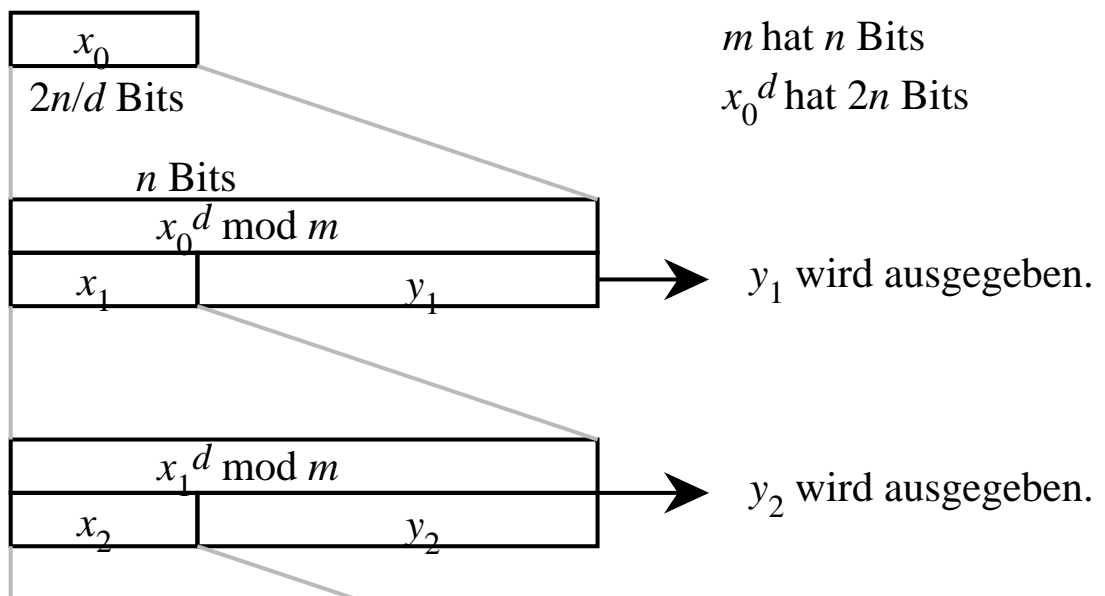 x₀
m hat n Bits
2n/d Bits
x₀ᵈ hat 2n Bits
n Bits
x₀ᵈ mod m
x₁
y₁
y₁ wird ausgegeben.
x₁ᵈ mod m
x₂
y₂
y₂ wird ausgegeben.